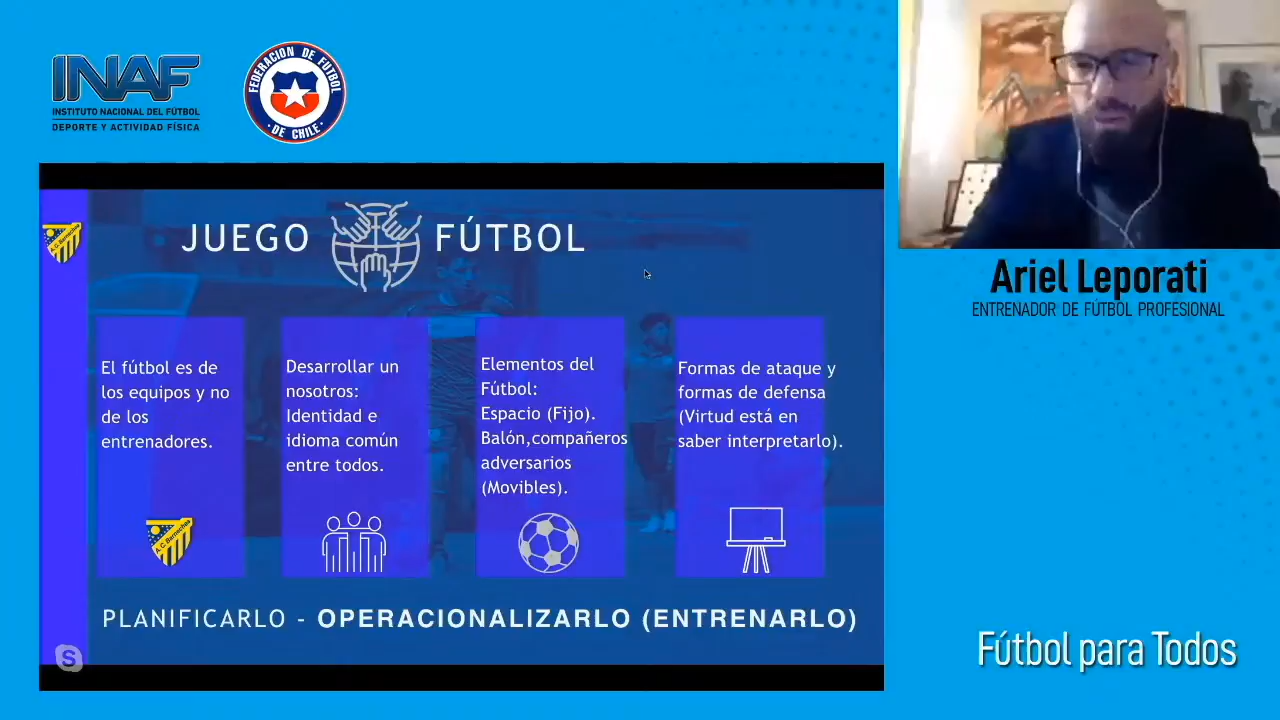 INAF
INSTITUTO NACIONAL DEL FÚTBOL
DEPORTE Y ACTIVIDAD FÍSICA
FEDERACION DE FUTBOL
· DE CHILE ·
JUEGO FÚTBOL
A.C. Barnechea
El fútbol es de
los equipos y no
de los
entrenadores.
A.C. Barnechea
Desarrollar un
nosotros:
Identidad e
idioma común
entre todos.
Elementos del
Fútbol:
Espacio (Fijo).
Balón,compañeros
adversarios
(Movibles).
Formas de ataque y
formas de defensa
(Virtud está en
saber interpretarlo).
PLANIFICARLO - OPERACIONALIZARLO (ENTRENARLO)
S
Ariel Leporati
ENTRENADOR DE FÚTBOL PROFESIONAL
Fútbol para Todos